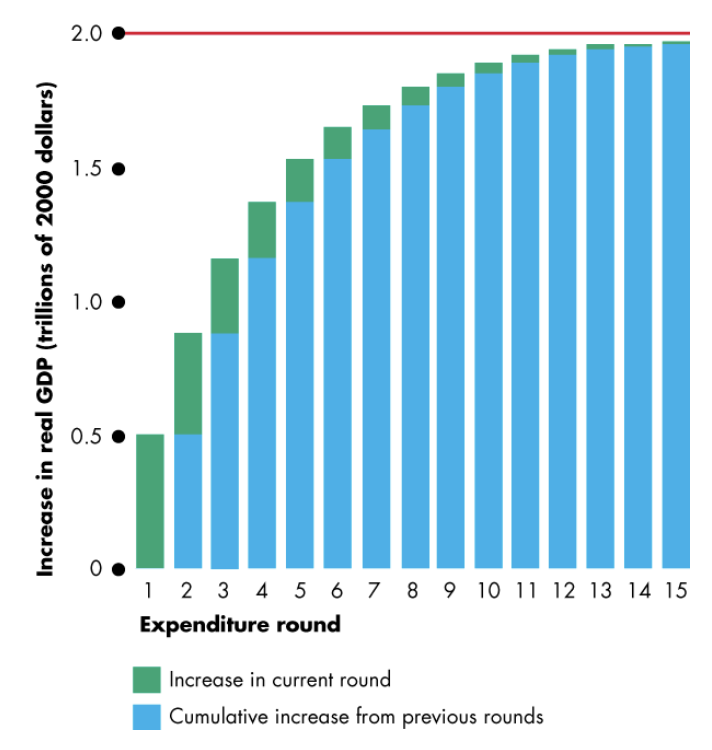 Increase in real GDP (trillions of 2000 dollars)
2.0
1.5
1.0
0.5
0
1 2 3 4 5 6 7 8 9 10 11 12 13 14 15
Expenditure round
Increase in current round
Cumulative increase from previous rounds